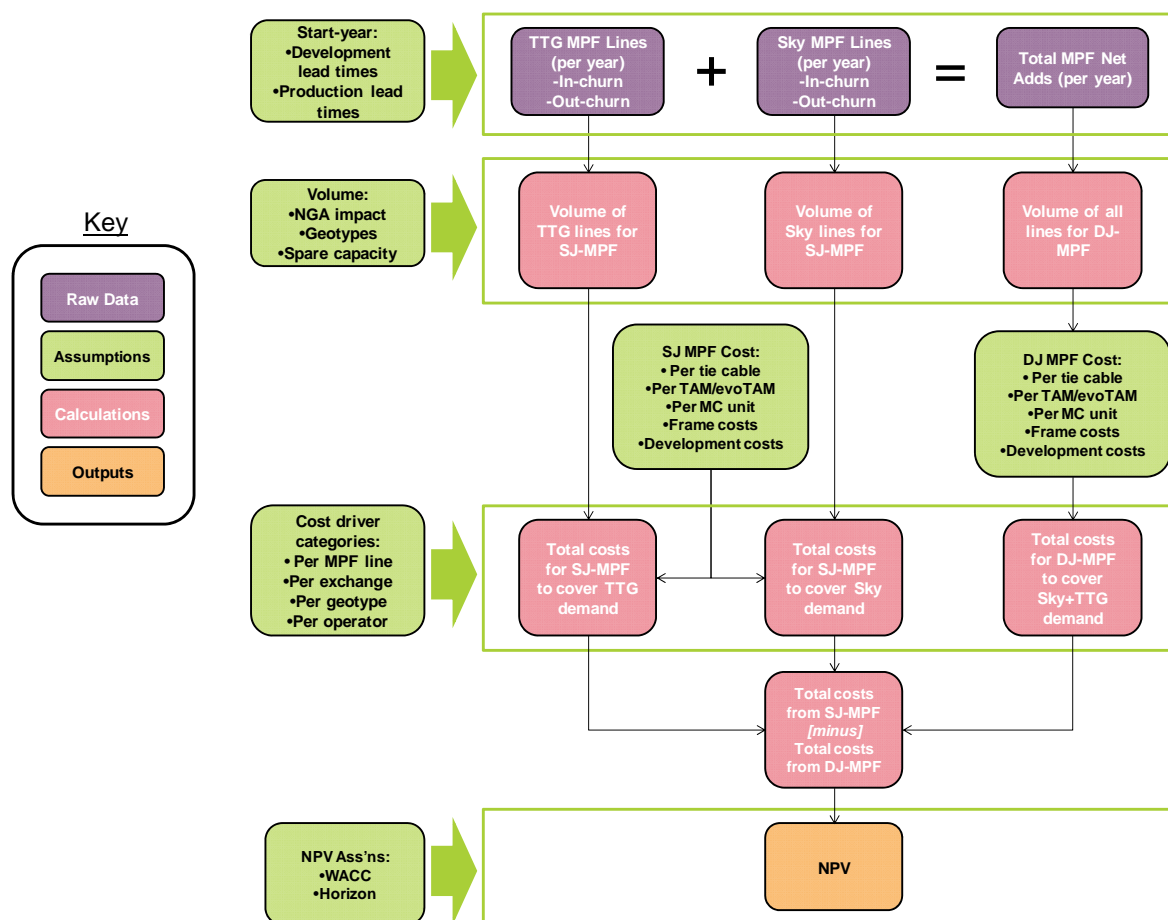 Start-year:
•Development
lead times
•Production lead
times
TTG MPF Lines
(per year)
-In-churn
-Out-churn
+
Sky MPF Lines
(per year)
-In-churn
-Out-churn
=
Total MPF Net
Adds (per year)
Volume:
•NGA impact
•Geotypes
•Spare capacity
Volume of
TTG lines for
SJ-MPF
Volume of
Sky lines for
SJ-MPF
Volume of all
lines for DJ-
MPF
Key
Raw Data
Assumptions
Calculations
Outputs
SJ MPF Cost:
• Per tie cable
•Per TAM/evoTAM
•Per MC unit
•Frame costs
•Development costs
DJ MPF Cost:
• Per tie cable
•Per TAM/evoTAM
•Per MC unit
•Frame costs
•Development costs
Cost driver
categories:
• Per MPF line
•Per exchange
•Per geotype
•Per operator
Total costs
for SJ-MPF
to cover TTG
demand
Total costs
for SJ-MPF
to cover Sky
demand
Total costs
for DJ-MPF
to cover
Sky+TTG
demand
Total costs
from SJ-MPF
[minus]
Total costs
from DJ-MPF
NPV Ass'ns:
•WACC
•Horizon
NPV